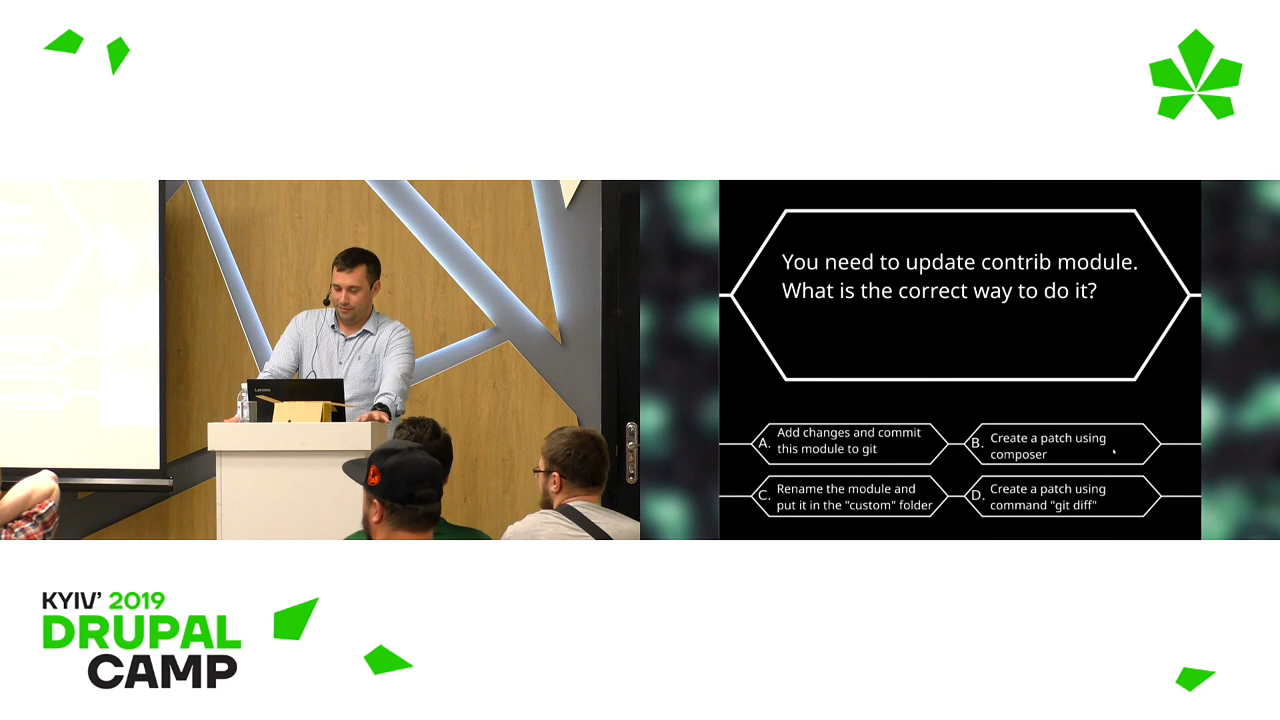 Lenovo
You need to update contrib module.
What is the correct way to do it?
A. Add changes and commit
this module to git
B. Create a patch using
composer
C. Rename the module and
put it in the "custom" folder
D. Create a patch using
command "git diff"
KYIV' 2019
DRUPAL
CAMP